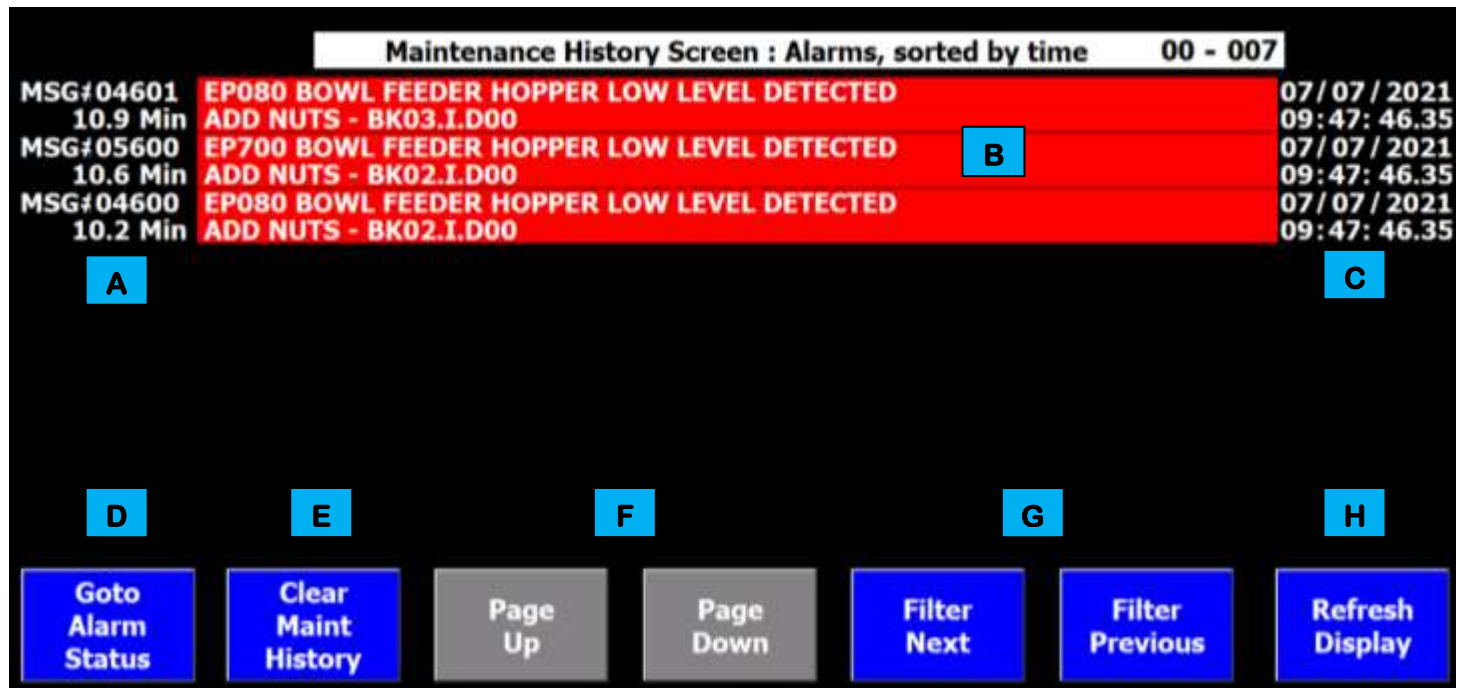 Maintenance History Screen : Alarms, sorted by time 00 - 007
MSG#04601 EP080 BOWL FEEDER HOPPER LOW LEVEL DETECTED 07/07/2021
10.9 Min ADD NUTS - BK03.I.D00 09:47:46.35
MSG#05600 EP700 BOWL FEEDER HOPPER LOW LEVEL DETECTED 07/07/2021
B
10.6 Min ADD NUTS - BK02.I.D00 09:47:46.35
MSG#04600 EP080 BOWL FEEDER HOPPER LOW LEVEL DETECTED 07/07/2021
10.2 Min ADD NUTS - BK02.I.D00 09:47:46.35
A C
D E F G H
Goto
Alarm
Status
Clear
Maint
History
Page
Up
Page
Down
Filter
Next
Filter
Previous
Refresh
Display